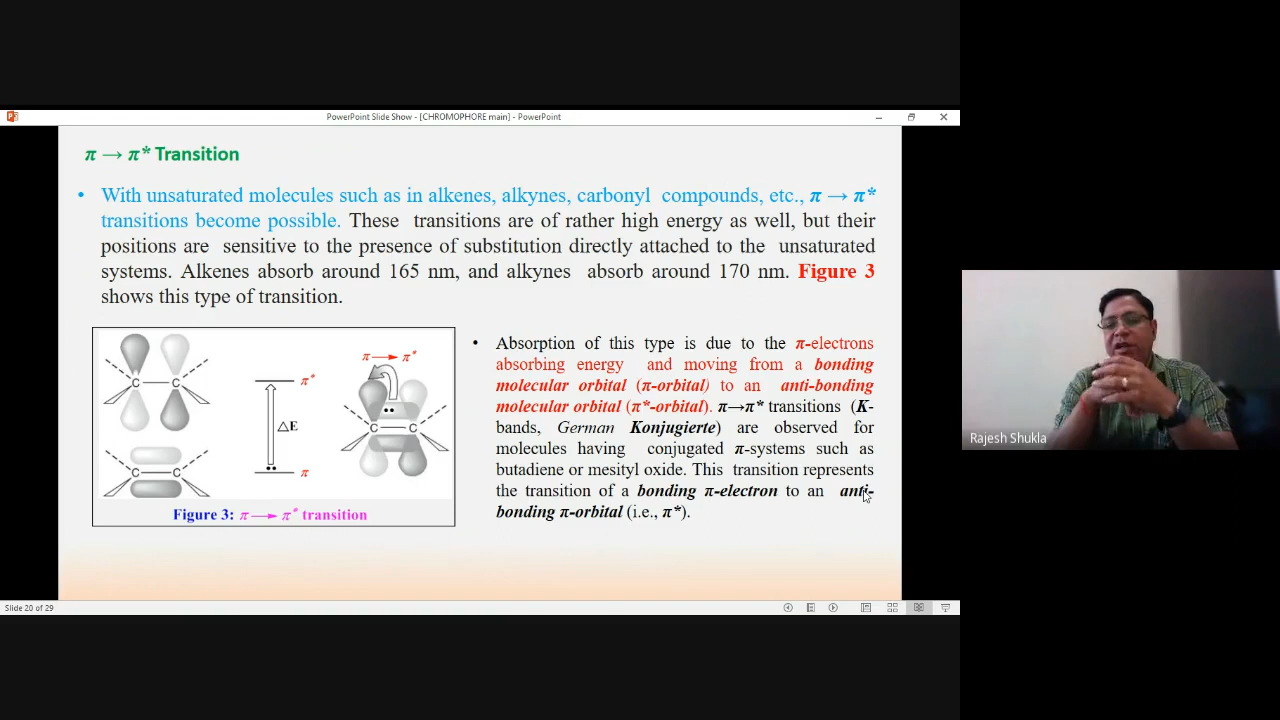 PowerPoint Slide Show - [CHROMOPHORE main] - PowerPoint
π → π* Transition
• With unsaturated molecules such as in alkenes, alkynes, carbonyl compounds, etc., π → π*
transitions become possible. These transitions are of rather high energy as well, but their
positions are sensitive to the presence of substitution directly attached to the unsaturated
systems. Alkenes absorb around 165 nm, and alkynes absorb around 170 nm. Figure 3
shows this type of transition.
C C
C C
π*
△E
π
π → π*
C C
Figure 3: π → π* transition
• Absorption of this type is due to the π-electrons
absorbing energy and moving from a bonding
molecular orbital (π-orbital) to an anti-bonding
molecular orbital (π*-orbital). π→π* transitions (K-
bands, German Konjugierte) are observed for
molecules having conjugated π-systems such as
butadiene or mesityl oxide. This transition represents
the transition of a bonding π-electron to an anti-
bonding π-orbital (i.e., π*).
Rajesh Shukla
Slide 20 of 29